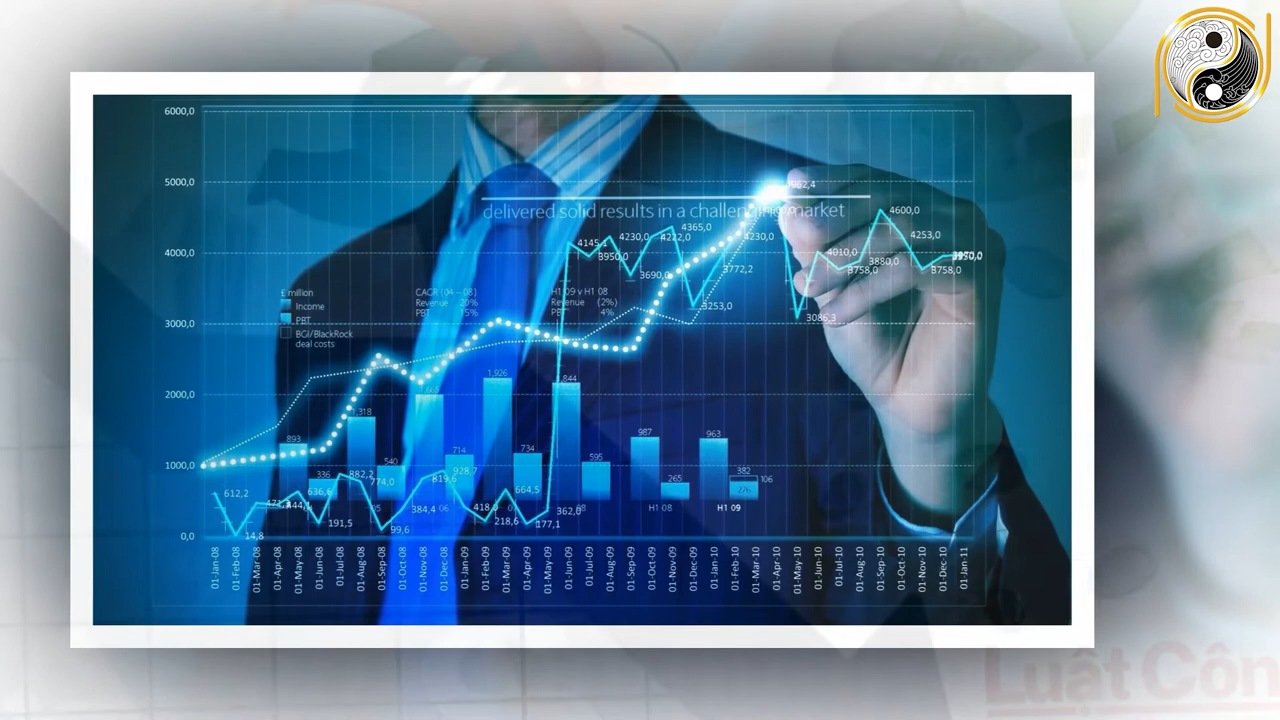 6000,0
5000,0
4000,0
3000,0
2000,0
1000,0
0,0
delivered solid results in a challenging market
£ million
Income
PBT
BGI/BlackRock
deal costs
CAGR (04 – 08)
Revenue 20%
PBT 15%
H1 09 v H1 08
Revenue (2%)
PBT 4%
4145,1
3950,0
4230,0
3690,0
4222,0
4365,0
3253,0
3772,2
4230,0
3086,3
4010,0
3758,0
3880,0
4600,0
4253,0
3758,0
893
336
1,318
540
714
1,926
734
1,844
595
987
265
963
382
106
276
612,2
14,8
636,6
191,5
882,2
774,0
99,6
384,4
819,6
928,7
418,0
218,6
664,5
177,1
362,0
06
H1 08
H1 09
01-Jan-08
01-Feb-08
01-Mar-08
01-Apr-08
01-May-08
01-Jun-08
01-Jul-08
01-Aug-08
01-Sep-08
01-Oct-08
01-Nov-08
01-Dec-08
01-Jan-09
01-Feb-09
01-Mar-09
01-Apr-09
01-May-09
01-Jun-09
01-Jul-09
01-Aug-09
01-Sep-09
01-Oct-09
01-Nov-09
01-Dec-09
01-Jan-10
01-Feb-10
01-Mar-10
01-Apr-10
01-May-10
01-Jun-10
01-Jul-10
01-Aug-10
01-Sep-10
01-Oct-10
01-Nov-10
01-Dec-10
01-Jan-11
Luật Côn